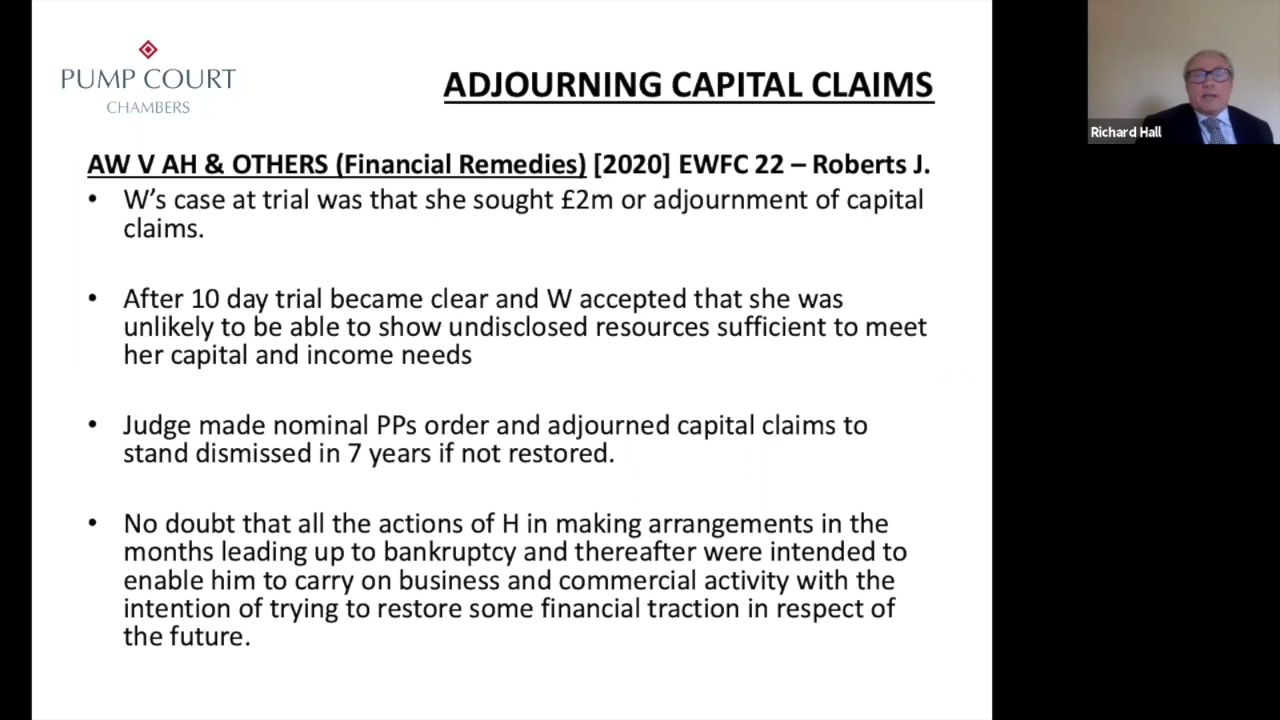 PUMP COURT
CHAMBERS
ADJOURNING CAPITAL CLAIMS
Richard Hall
AW V AH & OTHERS (Financial Remedies) [2020] EWFC 22 – Roberts J.
• W’s case at trial was that she sought £2m or adjournment of capital
claims.
• After 10 day trial became clear and W accepted that she was
unlikely to be able to show undisclosed resources sufficient to meet
her capital and income needs
• Judge made nominal PPs order and adjourned capital claims to
stand dismissed in 7 years if not restored.
• No doubt that all the actions of H in making arrangements in the
months leading up to bankruptcy and thereafter were intended to
enable him to carry on business and commercial activity with the
intention of trying to restore some financial traction in respect of
the future.